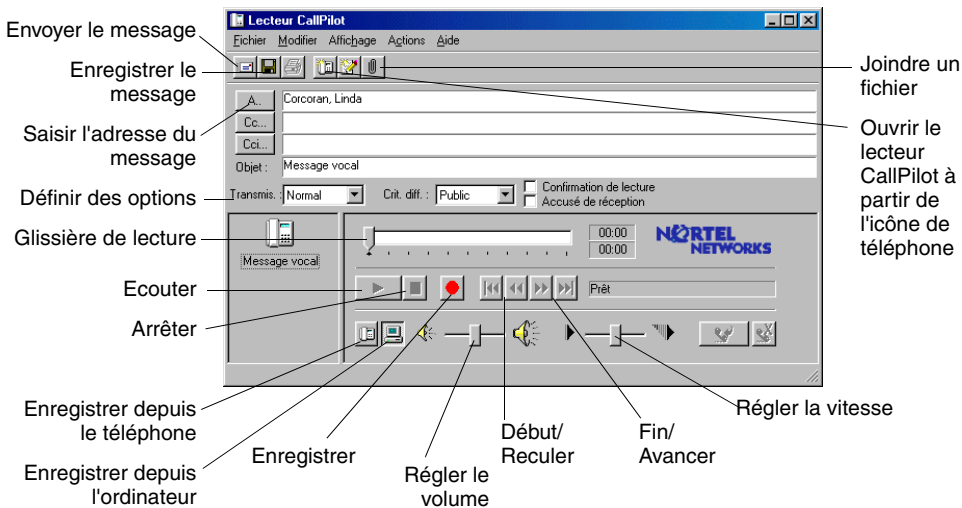 Envoyer le message
Enregistrer le
message
Saisir l'adresse du
message
Définir des options
Glissière de lecture
Ecouter
Arrêter
Enregistrer depuis
le téléphone
Enregistrer depuis
l'ordinateur
Lecteur CallPilot
Fichier Modifier Affichage Actions Aide
A.. Corcoran, Linda
Cc...
Cci...
Objet : Message vocal
Transmis. : Normal Crit. diff. : Public Confirmation de lecture
Accusé de réception
Message vocal
00:00
00:00
NORTEL
NETWORKS
Prêt
Joindre un
fichier
Ouvrir le
lecteur
CallPilot à
partir de
l'icône de
téléphone
Enregistrer
Régler le
volume
Début/
Reculer
Fin/
Avancer
Régler la vitesse